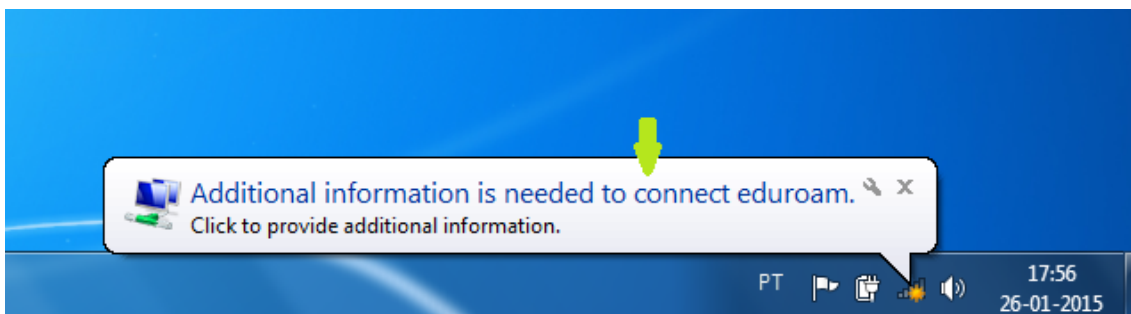 Additional information is needed to connect eduroam.
Click to provide additional information.
PT
17:56
26-01-2015